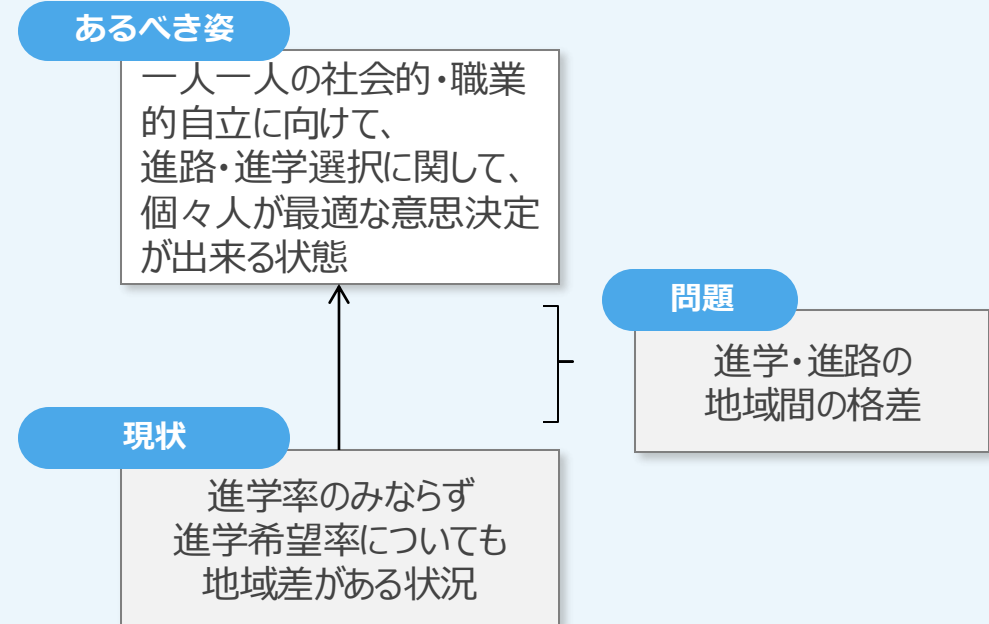 あるべき姿
一人一人の社会的・職業
的自立に向けて、
進路・進学選択に関して、
個々人が最適な意思決定
が出来る状態
問題
進学・進路の
地域間の格差
現状
進学率のみならず
進学希望率についても
地域差がある状況